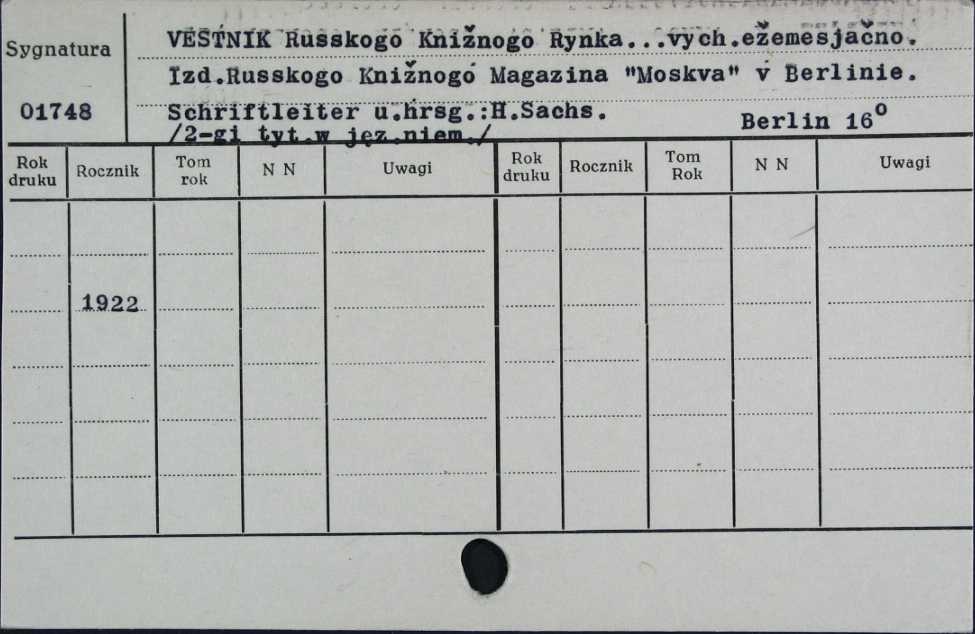 VESTNIK Russkogo Knižnogo Rynka...vych.ežemesjačno.
Sygnatura
Izd.Russkogo Knižnogo Magazina "Moskva" v Berlinie.
01748
Schriftleiter u.hrsg.:H.Sachs.
Berlin 16°
/2-gi tyt.w jęz.niem./
Rok druku Rocznik Tom rok N N Uwagi Rok druku Rocznik Tom Rok N N Uwagi
1922